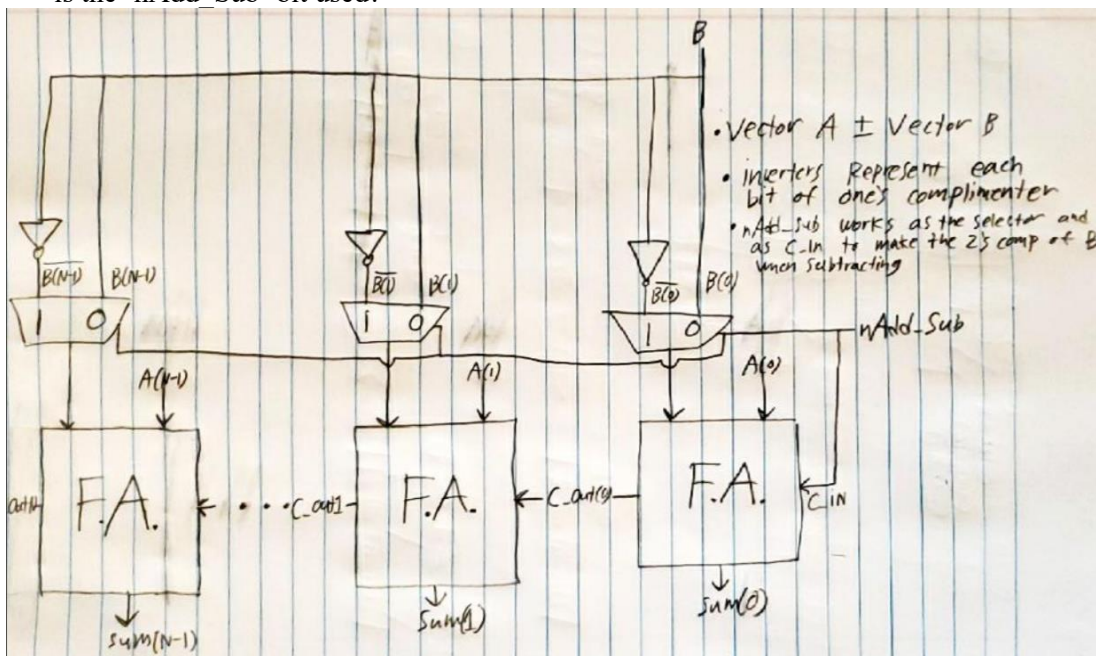 is the "nAdd_Sub" bit used?
B
• Vector A ± Vector B
• inverters Represent each
bit of one's complimenter
• nAdd_sub works as the selector and
as C_in to make the 2's comp of B
when subtracting
B(N-1) B(N-1) B(1) B(1) B(0) B(0)
1 0 1 0 1 0
nAdd_Sub
A(N-1) A(1) A(0)
F.A. F.A. F.A.
C_out1 C_out(0) C_IN
sum(N-1) sum(1) sum(0)